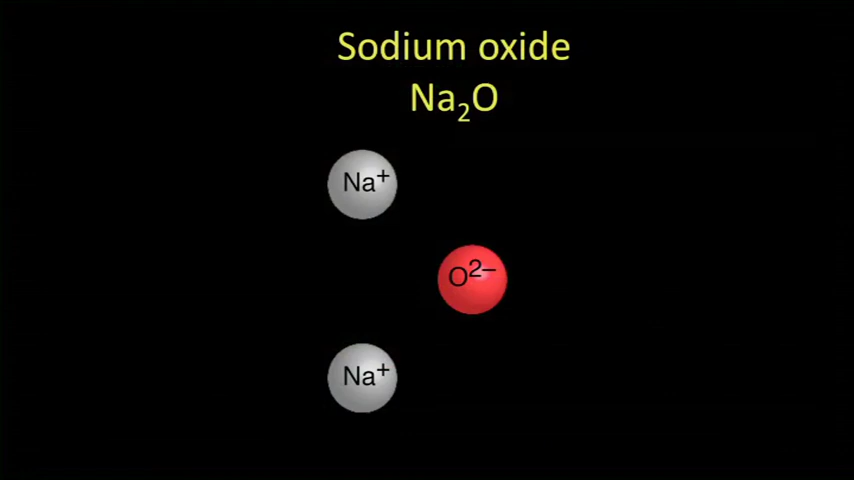 Sodium oxide
Na₂O
Na⁺
O²⁻
Na⁺